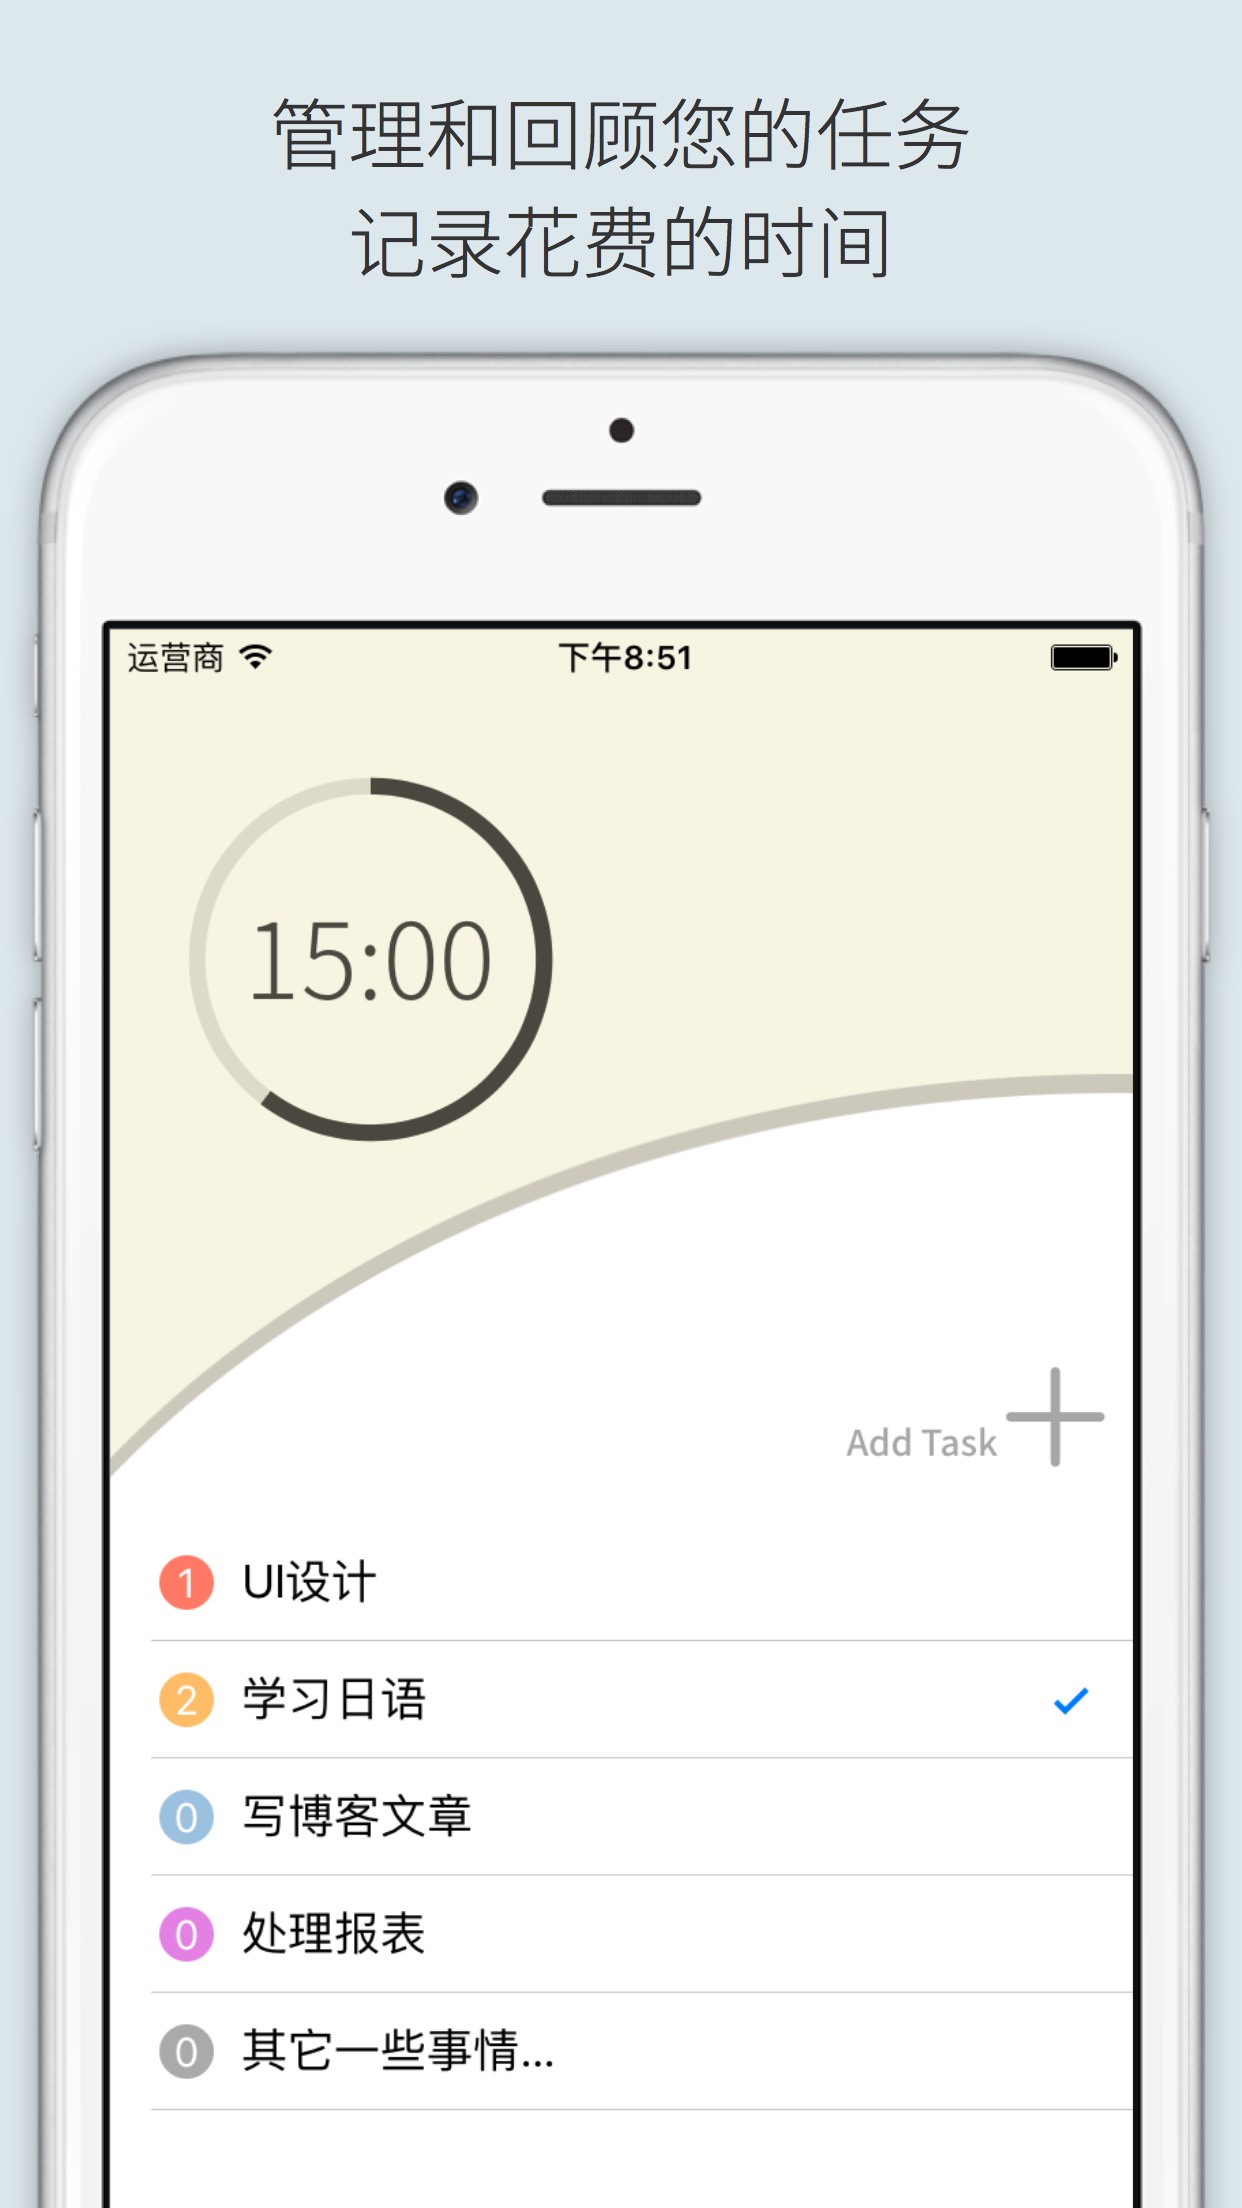 管理和回顾您的任务
记录花费的时间
运营商 下午8:51
15:00
Add Task
1 UI设计
2 学习日语
0 写博客文章
0 处理报表
0 其它一些事情...